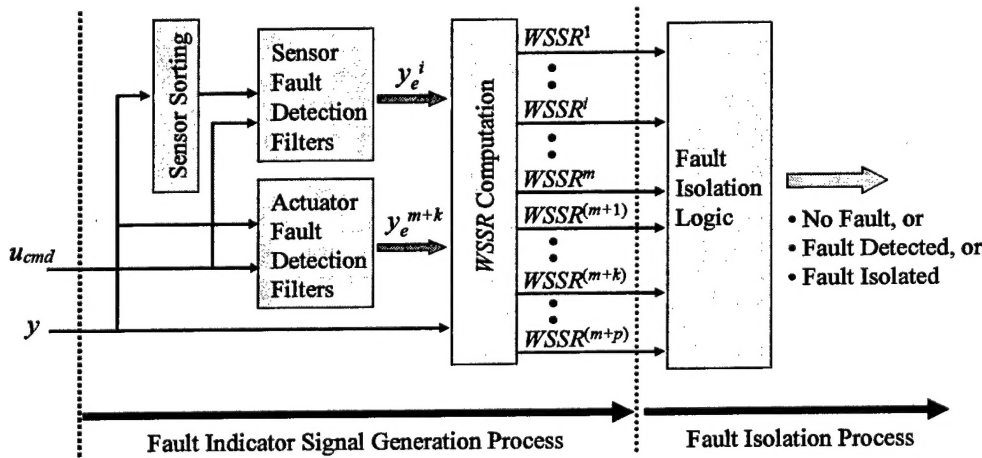 Sensor Sorting
Sensor
Fault
Detection
Filters
y_e^i
Actuator
Fault
Detection
Filters
y_e^{m+k}
u_{cmd}
y
WSSR Computation
WSSR^1
WSSR^i
WSSR^m
WSSR^{(m+1)}
WSSR^{(m+k)}
WSSR^{(m+p)}
Fault
Isolation
Logic
• No Fault, or
• Fault Detected, or
• Fault Isolated
Fault Indicator Signal Generation Process
Fault Isolation Process